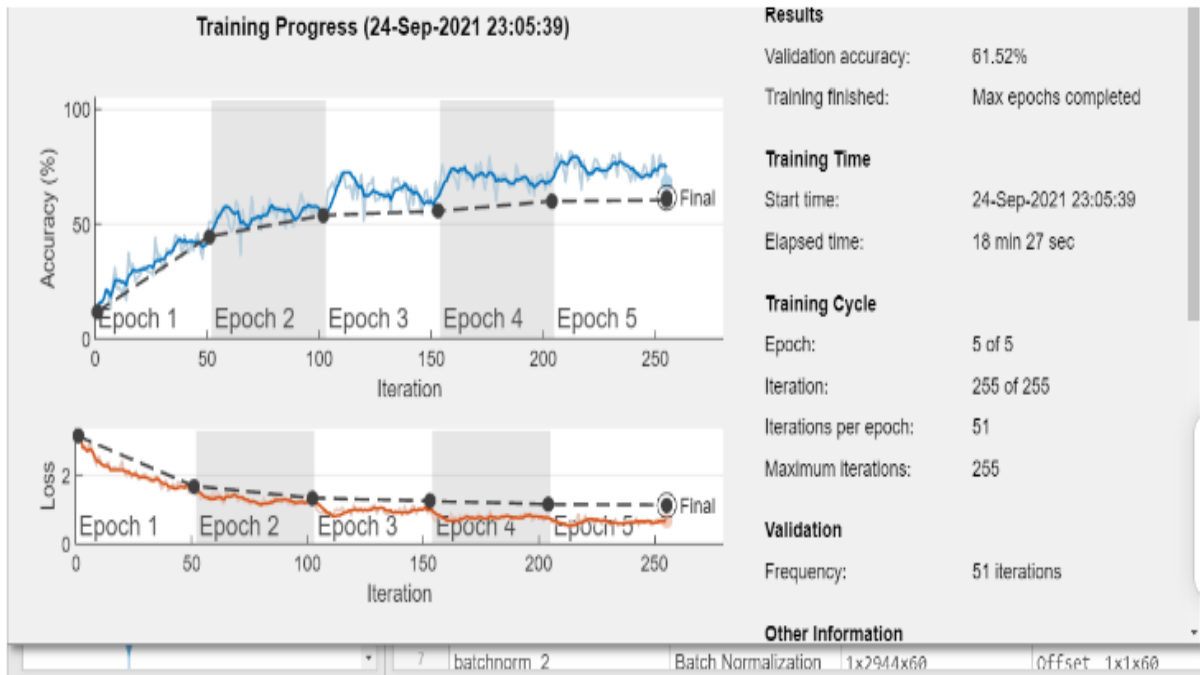 Training Progress (24-Sep-2021 23:05:39)
Accuracy (%)
100
50
0
Epoch 1 Epoch 2 Epoch 3 Epoch 4 Epoch 5
Final
0 50 100 150 200 250
Iteration
Loss
2
0
Epoch 1 Epoch 2 Epoch 3 Epoch 4 Epoch 5
Final
0 50 100 150 200 250
Iteration
Results
Validation accuracy: 61.52%
Training finished: Max epochs completed
Training Time
Start time: 24-Sep-2021 23:05:39
Elapsed time: 18 min 27 sec
Training Cycle
Epoch: 5 of 5
Iteration: 255 of 255
Iterations per epoch: 51
Maximum iterations: 255
Validation
Frequency: 51 iterations
Other Information
7 batchnorm_2 Batch Normalization 1x2944x60 Offset 1x1x60